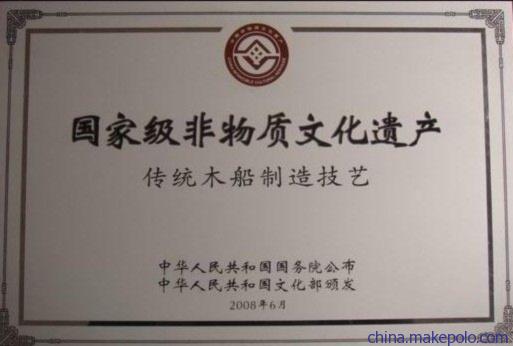 国家级非物质文化遗产
传统木船制造技艺
中华人民共和国国务院公布
中华人民共和国文化部颁发
2008年6月
china.makepolo.com